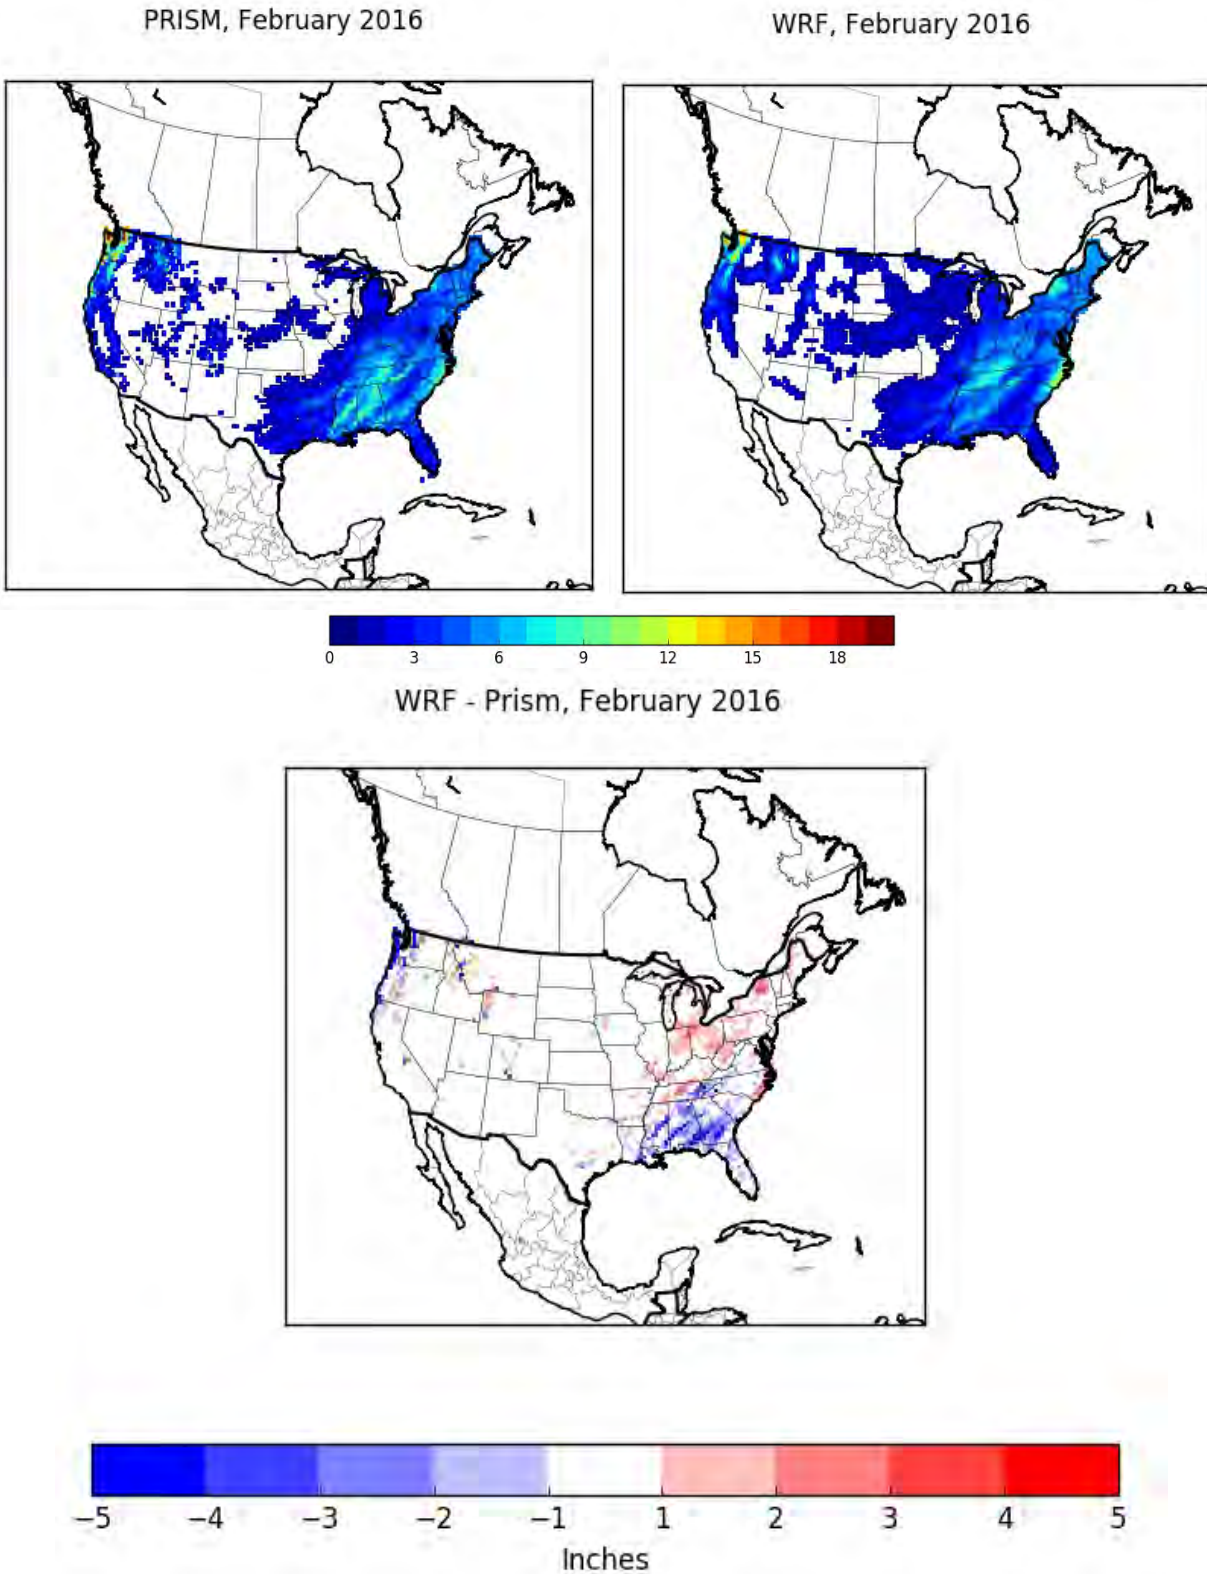 PRISM, February 2016
WRF, February 2016
0 3 6 9 12 15 18
WRF - Prism, February 2016
−5 −4 −3 −2 −1 1 2 3 4 5
Inches